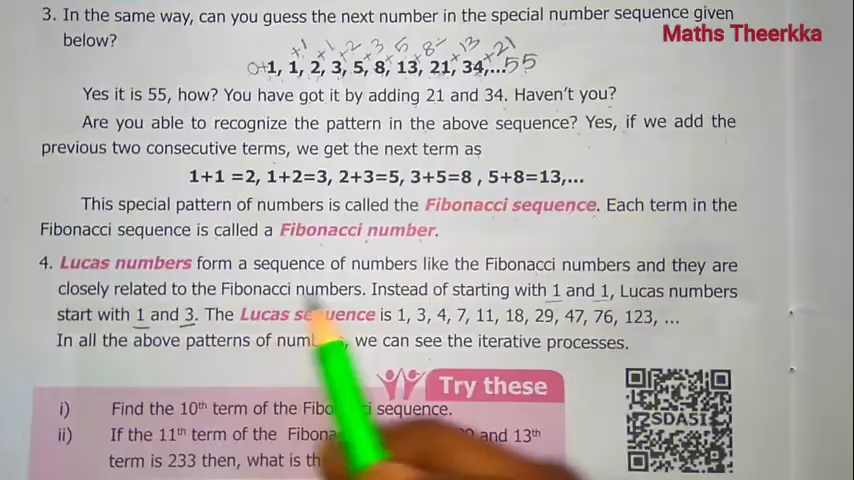 3. In the same way, can you guess the next number in the special number sequence given
below?
Maths Theerkka
+1 +1 +2 +3 +5 +8 +13 +21
0+1, 1, 2, 3, 5, 8, 13, 21, 34,...55
Yes it is 55, how? You have got it by adding 21 and 34. Haven't you?
Are you able to recognize the pattern in the above sequence? Yes, if we add the
previous two consecutive terms, we get the next term as
1+1 =2, 1+2=3, 2+3=5, 3+5=8 , 5+8=13,...
This special pattern of numbers is called the Fibonacci sequence. Each term in the
Fibonacci sequence is called a Fibonacci number.
4. Lucas numbers form a sequence of numbers like the Fibonacci numbers and they are
closely related to the Fibonacci numbers. Instead of starting with 1 and 1, Lucas numbers
start with 1 and 3. The Lucas sequence is 1, 3, 4, 7, 11, 18, 29, 47, 76, 123, ...
In all the above patterns of num we can see the iterative processes.
Try these
i) Find the 10th term of the Fibo i sequence.
ii) If the 11th term of the Fibona and 13th
term is 233 then, what is th
SDASI